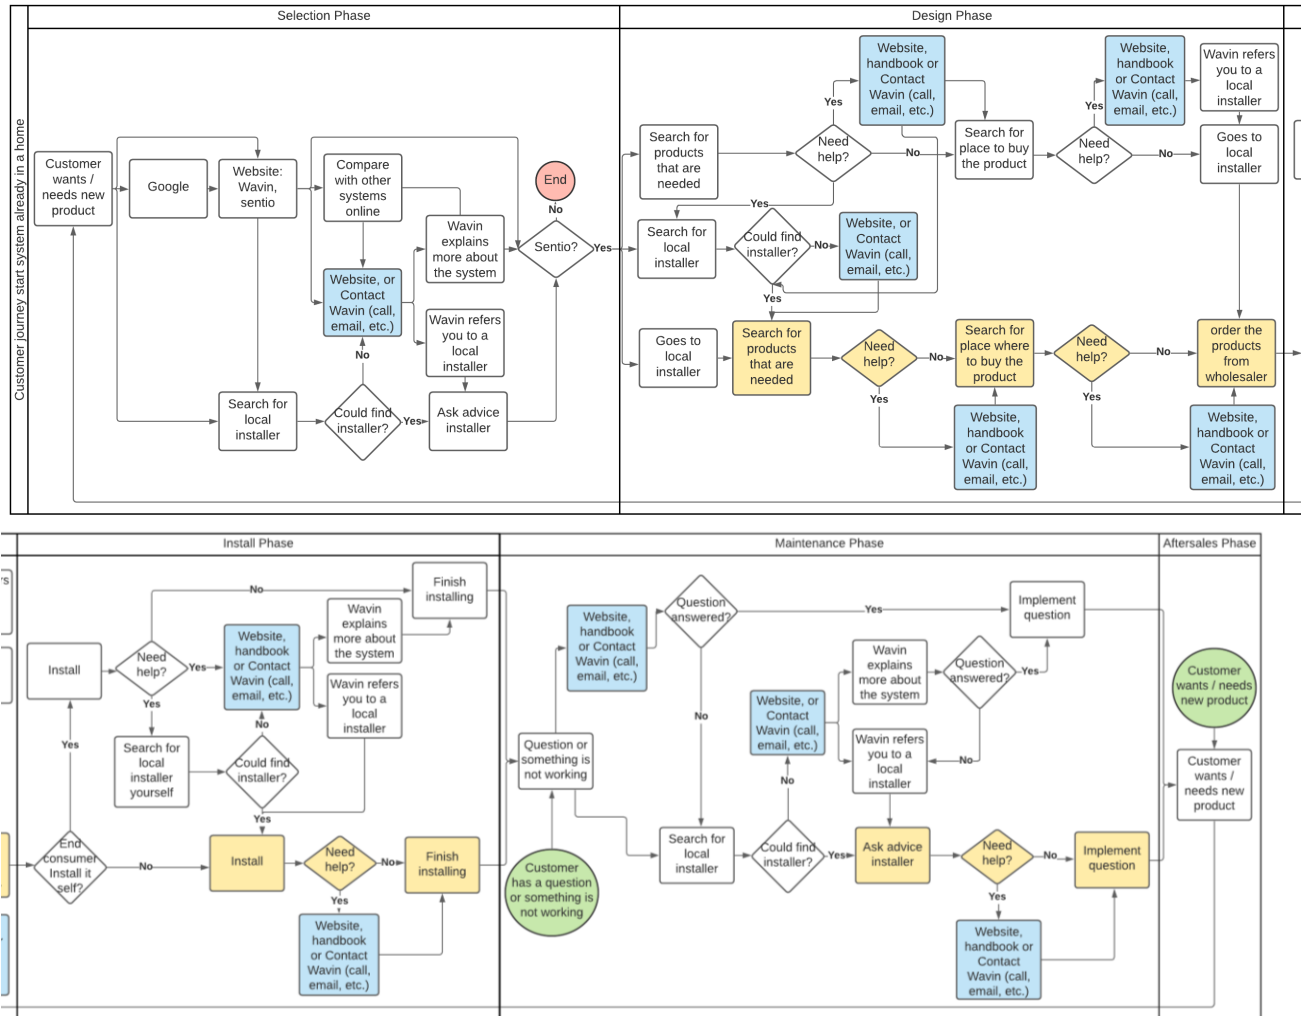 Selection Phase
Design Phase
Customer journey start system already in a home
Customer
wants /
needs new
product
Google
Website:
Wavin,
sentio
Compare
with other
systems
online
Website, or
Contact
Wavin (call,
email, etc.)
Wavin
explains
more about
the system
Wavin refers
you to a
local
installer
No
Search for
local
installer
Could find
installer?
Yes
Ask advice
installer
End
No
Sentio?
Yes
Search for
products
that are
needed
Yes
Need
help?
Website,
handbook or
Contact
Wavin (call,
email, etc.)
No
Search for
place to buy
the product
Need
help?
Yes
Website,
handbook
or Contact
Wavin (call,
email, etc.)
Wavin refers
you to a
local
installer
No
Goes to
local
installer
Yes
Search for
local
installer
Could find
installer?
No
Website, or
Contact
Wavin (call,
email, etc.)
Yes
Goes to
local
installer
Search for
products
that are
needed
Need
help?
No
Yes
Search for
place where
to buy the
product
Website,
handbook
or Contact
Wavin (call,
email, etc.)
Need
help?
No
Yes
order the
products
from
wholesaler
Website,
handbook or
Contact
Wavin (call,
email, etc.)
Install Phase
Maintenance Phase
Aftersales Phase
rs
No
Finish
installing
Install
Need
help?
Yes
Website,
handbook
or Contact
Wavin (call,
email, etc.)
Wavin
explains
more about
the system
Wavin refers
you to a
local
installer
Yes
Yes
No
Search for
local
installer
yourself
Could find
installer?
Yes
End
consumer
Install it
self?
No
Install
Need
help?
No
Finish
installing
Yes
Website,
handbook
or Contact
Wavin (call,
email, etc.)
Website,
handbook
or Contact
Wavin (call,
email, etc.)
Question
answered?
Yes
Implement
question
No
Question or
something is
not working
Customer
has a question
or something is
not working
Website, or
Contact
Wavin (call,
email, etc.)
Wavin
explains
more about
the system
Question
answered?
Yes
No
Wavin refers
you to a
local
installer
No
Search for
local
installer
Could find
installer?
Yes
Ask advice
installer
Need
help?
No
Implement
question
Yes
Website,
handbook or
Contact
Wavin (call,
email, etc.)
Customer
wants / needs
new product
Customer
wants /
needs new
product